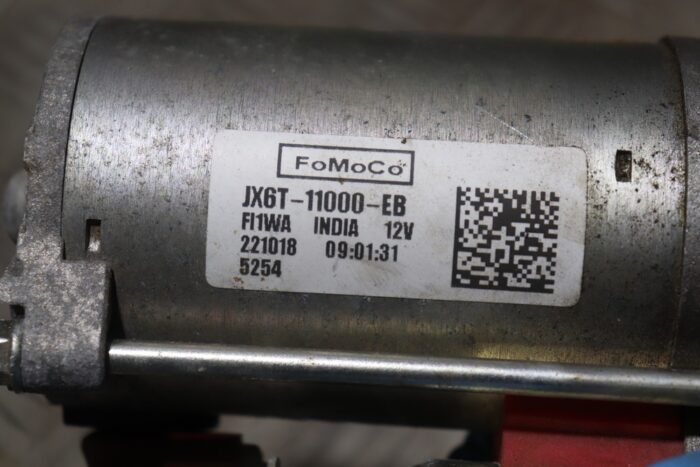 FoMoCo
JX6T-11000-EB
FI1WA INDIA 12V
221018 09:01:31
5254